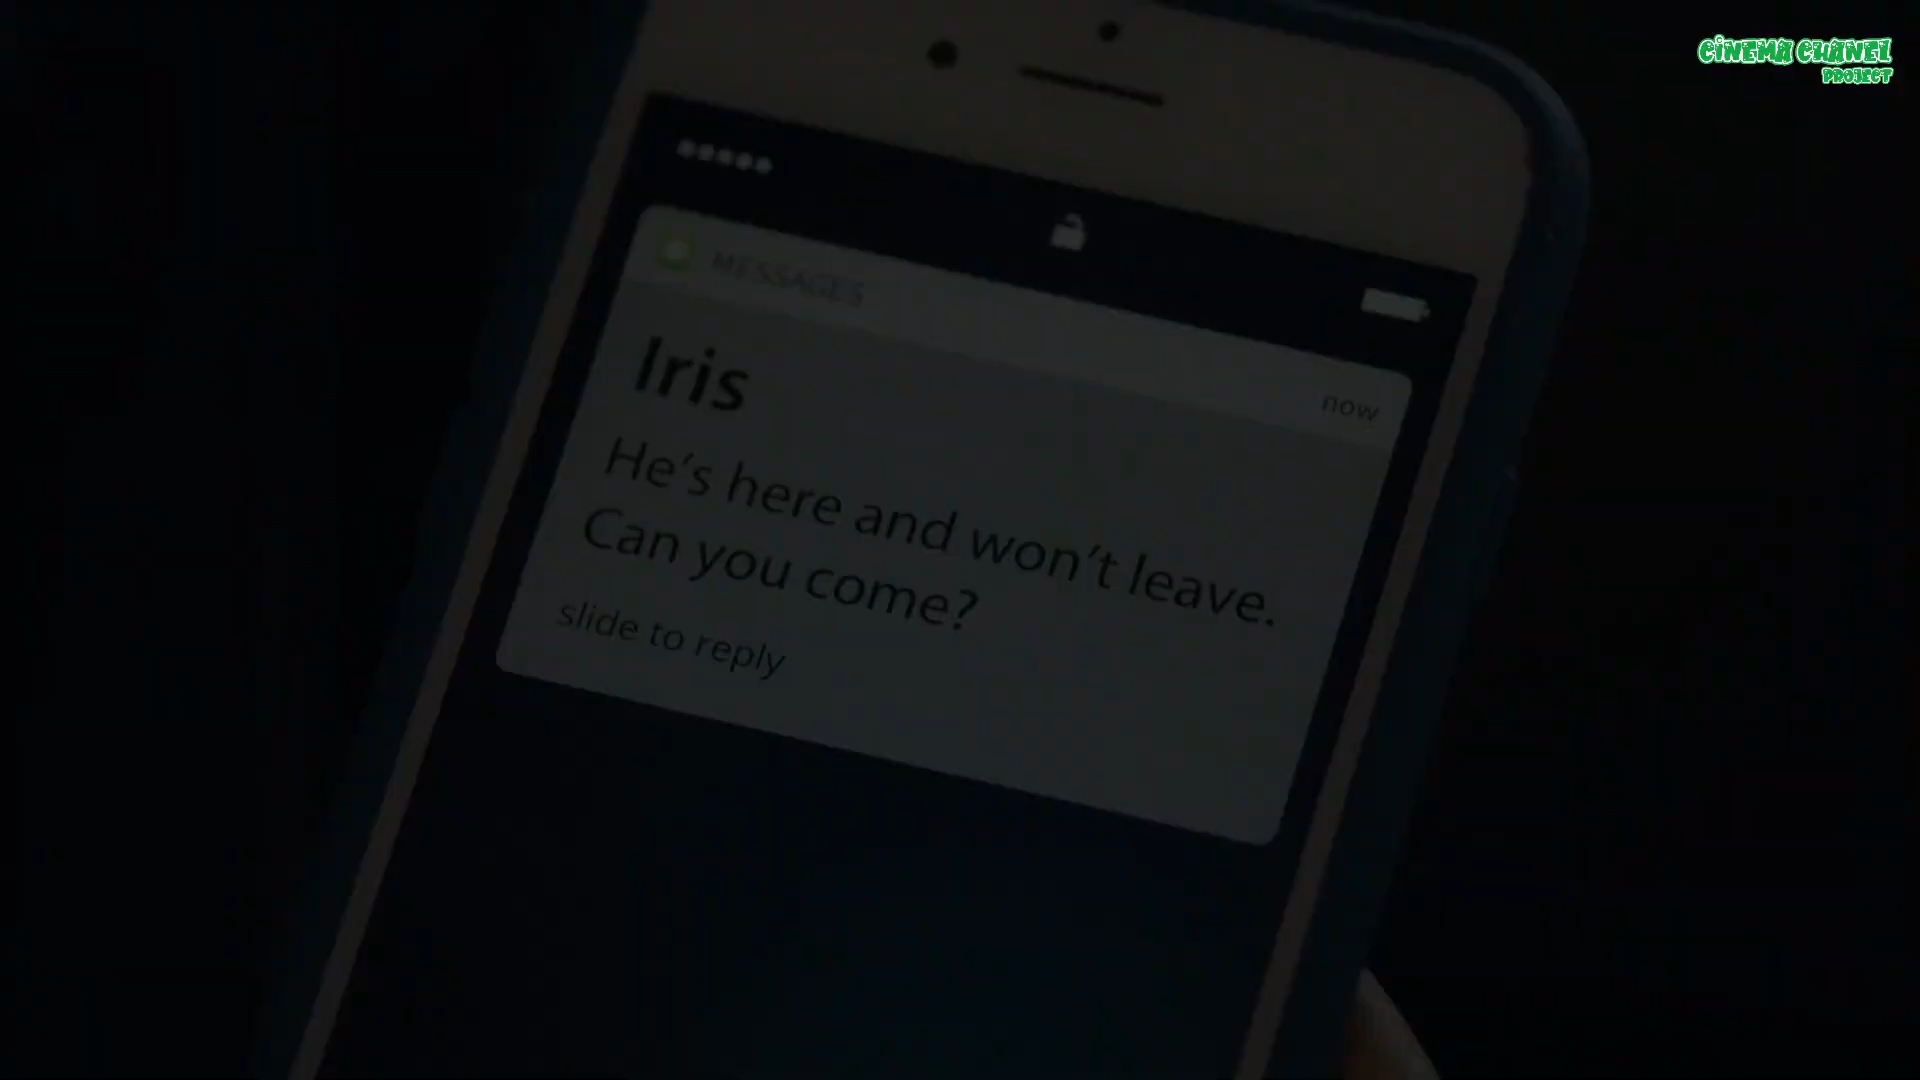 CINEMA CHANEL
PROJECT
MESSAGES
now
Iris
He's here and won't leave.
Can you come?
slide to reply